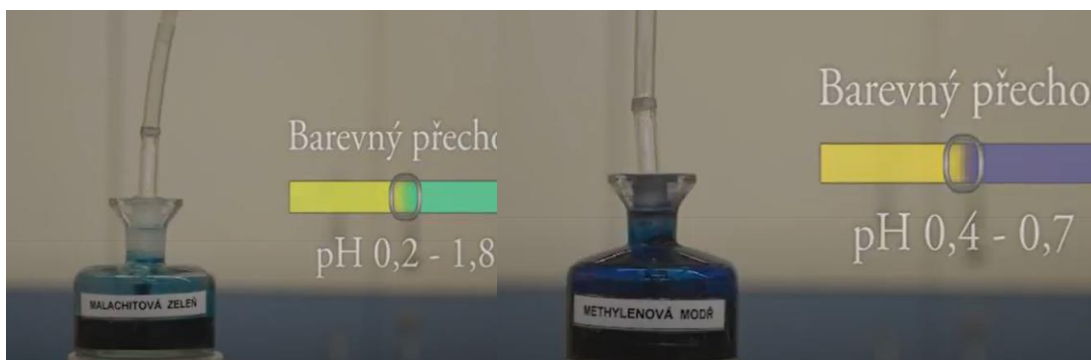 Barevný přecho
pH 0,2 - 1,8
MALACHITOVÁ ZELEŇ
Barevný přecho
pH 0,4 - 0,7
METHYLENOVÁ MODŘ